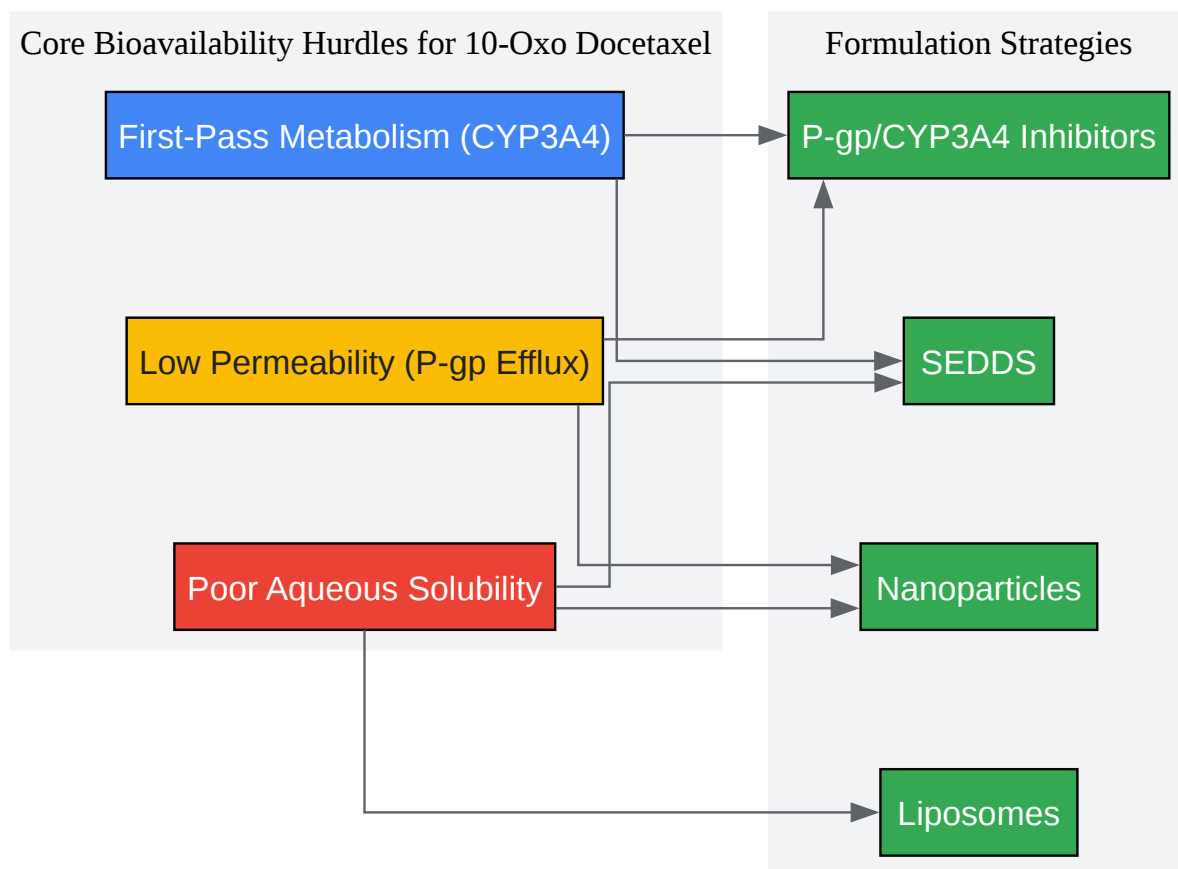 Core Bioavailability Hurdles for 10-Oxo Docetaxel
First-Pass Metabolism (CYP3A4)
Low Permeability (P-gp Efflux)
Poor Aqueous Solubility
Formulation Strategies
P-gp/CYP3A4 Inhibitors
SEDDS
Nanoparticles
Liposomes